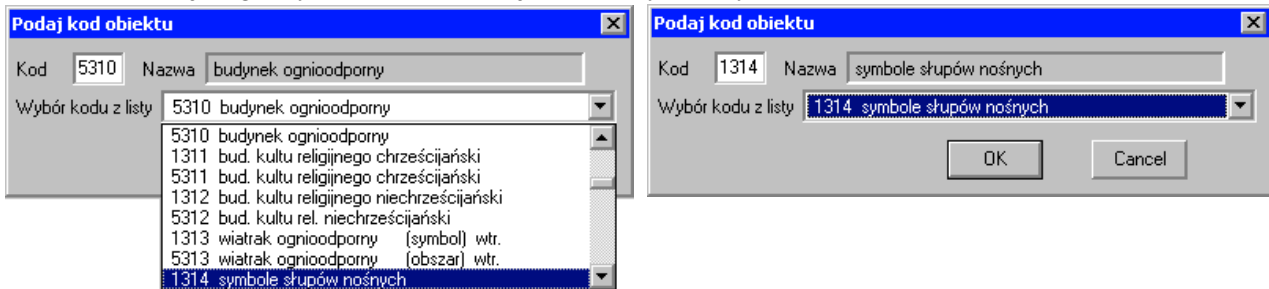 Podaj kod obiektu
Kod 5310 Nazwa budynek ognioodporny
Wybór kodu z listy 5310 budynek ognioodporny
5310 budynek ognioodporny
1311 bud. kultu religijnego chrześcijański
5311 bud. kultu religijnego chrześcijański
1312 bud. kultu religijnego niechrześcijański
5312 bud. kultu rel. niechrześcijański
1313 wiatrak ognioodporny (symbol) wtr.
5313 wiatrak ognioodporny (obszar) wtr.
1314 symbole słupów nośnych
Podaj kod obiektu
Kod 1314 Nazwa symbole słupów nośnych
Wybór kodu z listy 1314 symbole słupów nośnych
OK Cancel